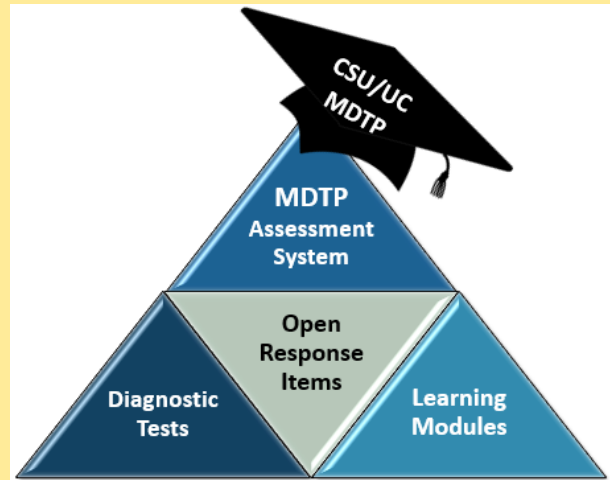 CSU/UC
MDTP
MDTP
Assessment
System
Open
Response
Items
Diagnostic
Tests
Learning
Modules